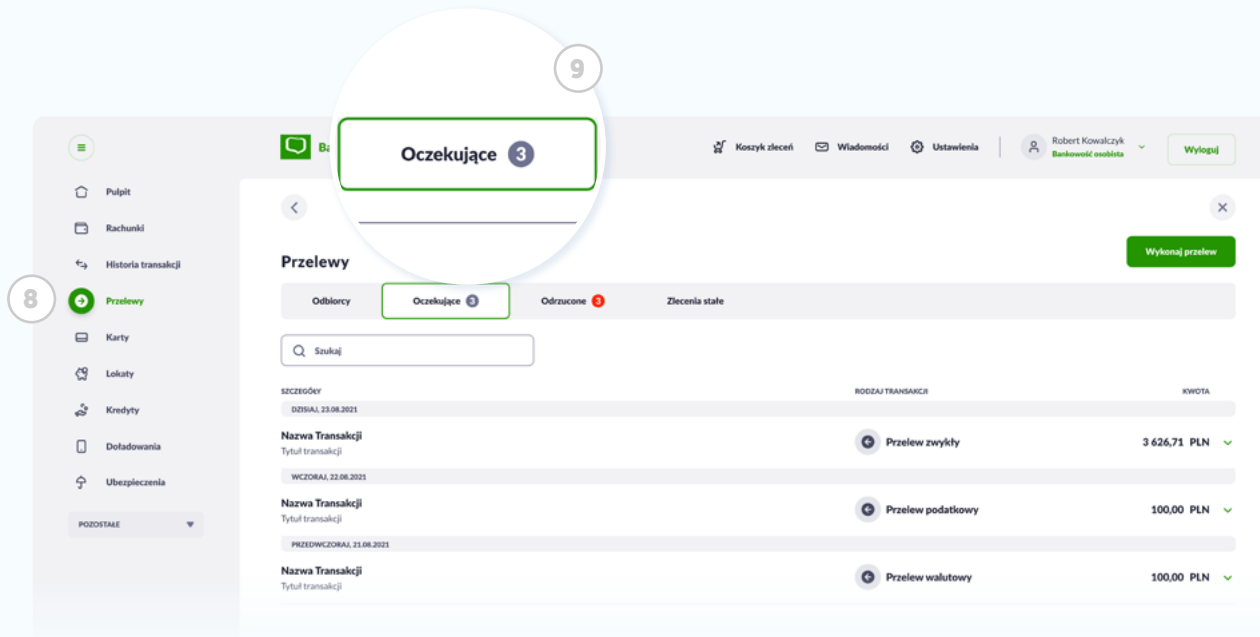 9
Oczekujące 3
Koszyk zleceń
Wiadomości
Ustawienia
Robert Kowalczyk
Bankowość osobista
Wyloguj
Pulpit
Rachunki
Historia transakcji
8
Przelewy
Karty
Lokaty
Kredyty
Doładowania
Ubezpieczenia
POZOSTAŁE
Przelewy
Wykonaj przelew
Odbiorcy
Oczekujące 3
Odrzucone 3
Zlecenia stałe
Szukaj
SZCZEGÓŁY RODZAJ TRANSAKCJI KWOTA
DZISIAJ, 23.08.2021
Nazwa Transakcji Przelew zwykły 3 626,71 PLN
Tytuł transakcji
WCZORAJ, 22.08.2021
Nazwa Transakcji Przelew podatkowy 100,00 PLN
Tytuł transakcji
PRZEDWCZORAJ, 21.08.2021
Nazwa Transakcji Przelew walutowy 100,00 PLN
Tytuł transakcji